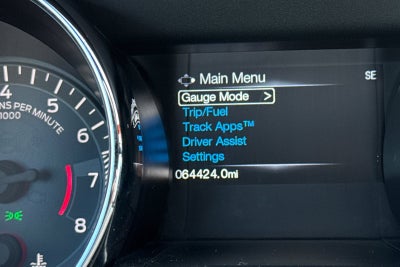 Main Menu
SE
Gauge Mode >
Trip/Fuel
Track Apps™
Driver Assist
Settings
064424.0mi
4
5
6
7
8
PER MINUTE
1000